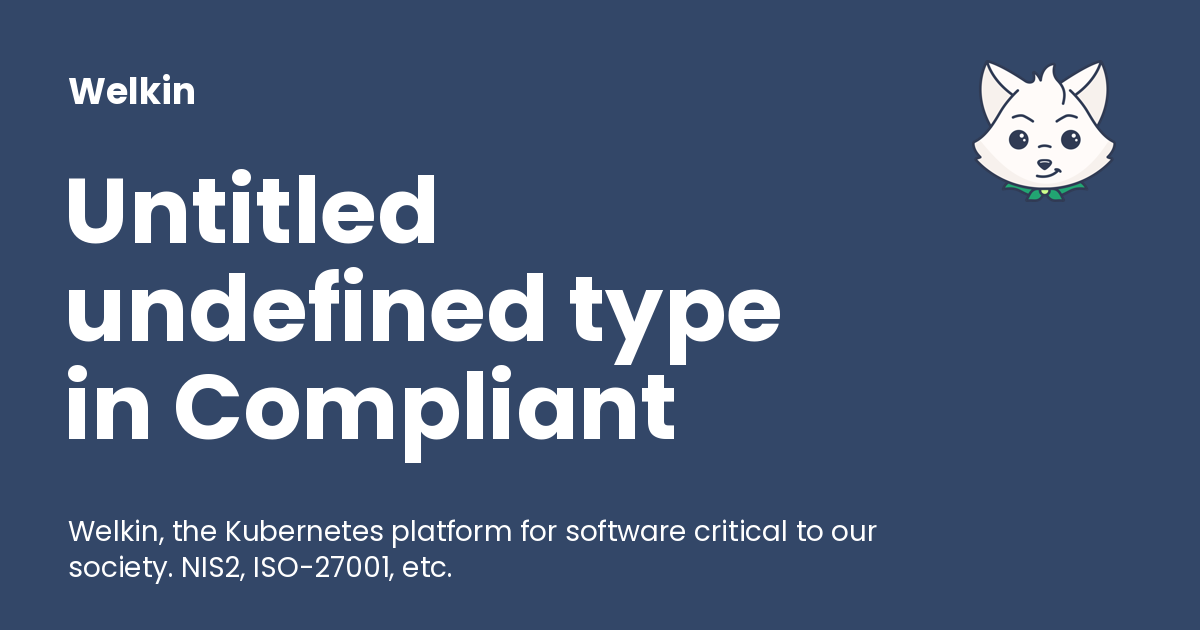 Welkin
Untitled
undefined type
in Compliant
Welkin, the Kubernetes platform for software critical to our
society. NIS2, ISO-27001, etc.